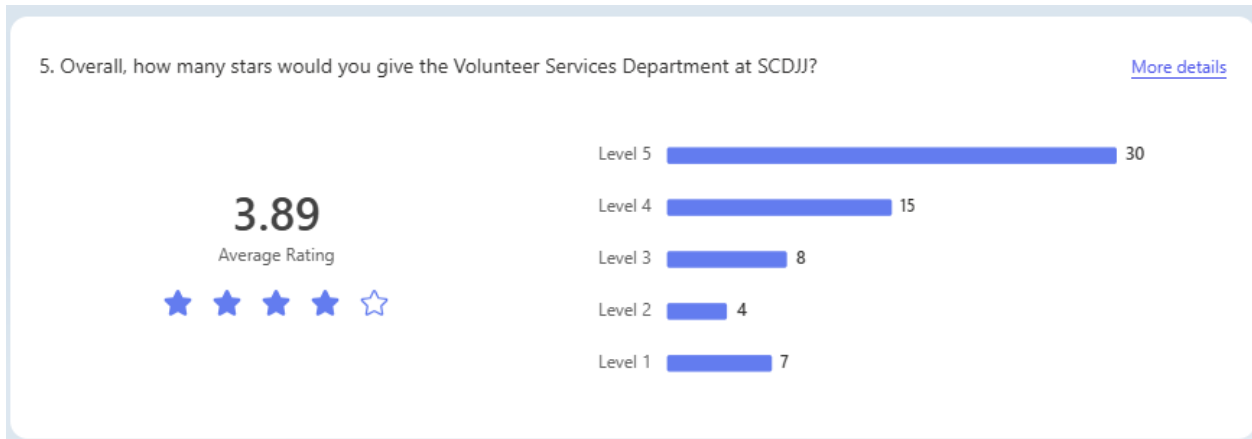 5. Overall, how many stars would you give the Volunteer Services Department at SCDJJ?
More details
3.89
Average Rating
Level 5 30
Level 4 15
Level 3 8
Level 2 4
Level 1 7